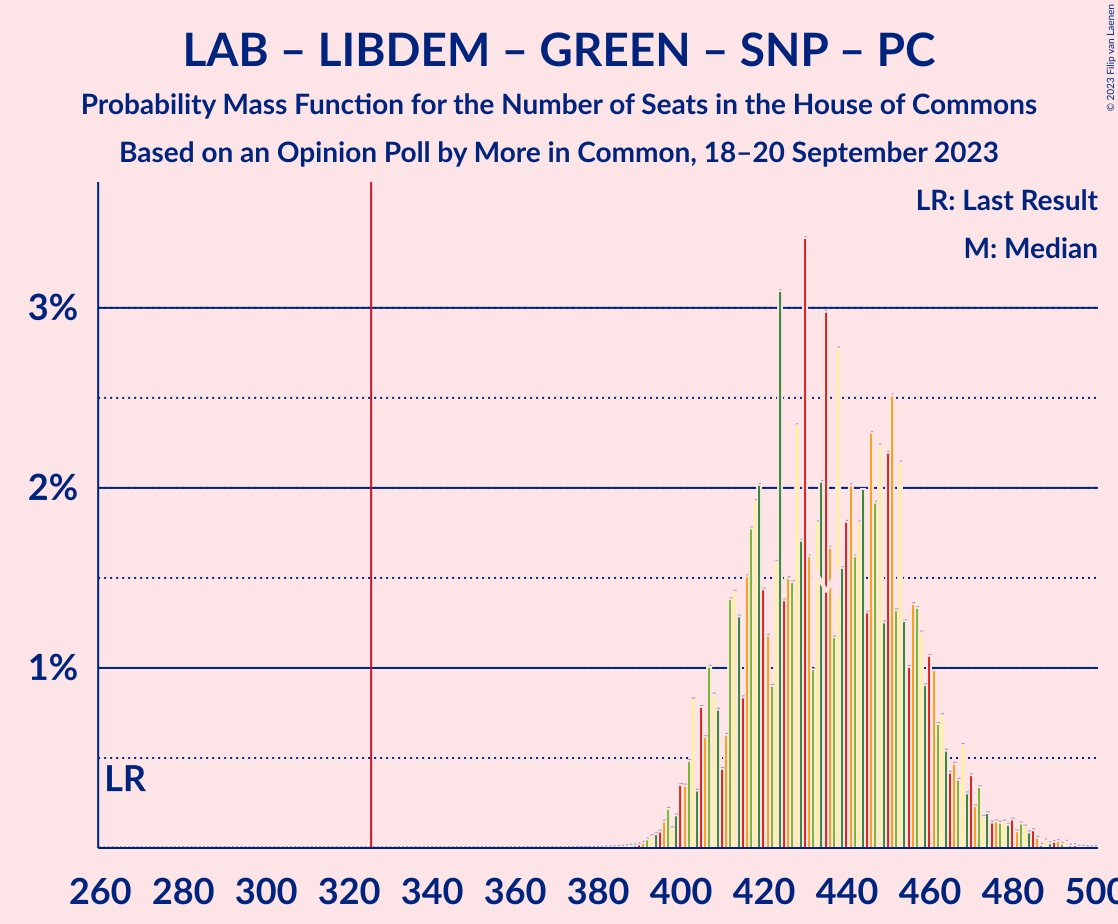 LAB – LIBDEM – GREEN – SNP – PC
Probability Mass Function for the Number of Seats in the House of Commons
Based on an Opinion Poll by More in Common, 18–20 September 2023
© 2023 Filip van Laenen
LR: Last Result
M: Median
3%
2%
1%
M
LR
260 280 300 320 340 360 380 400 420 440 460 480 500